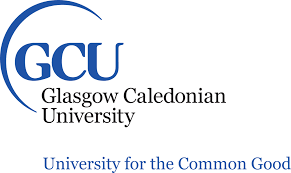 GCU
Glasgow Caledonian
University
University for the Common Good